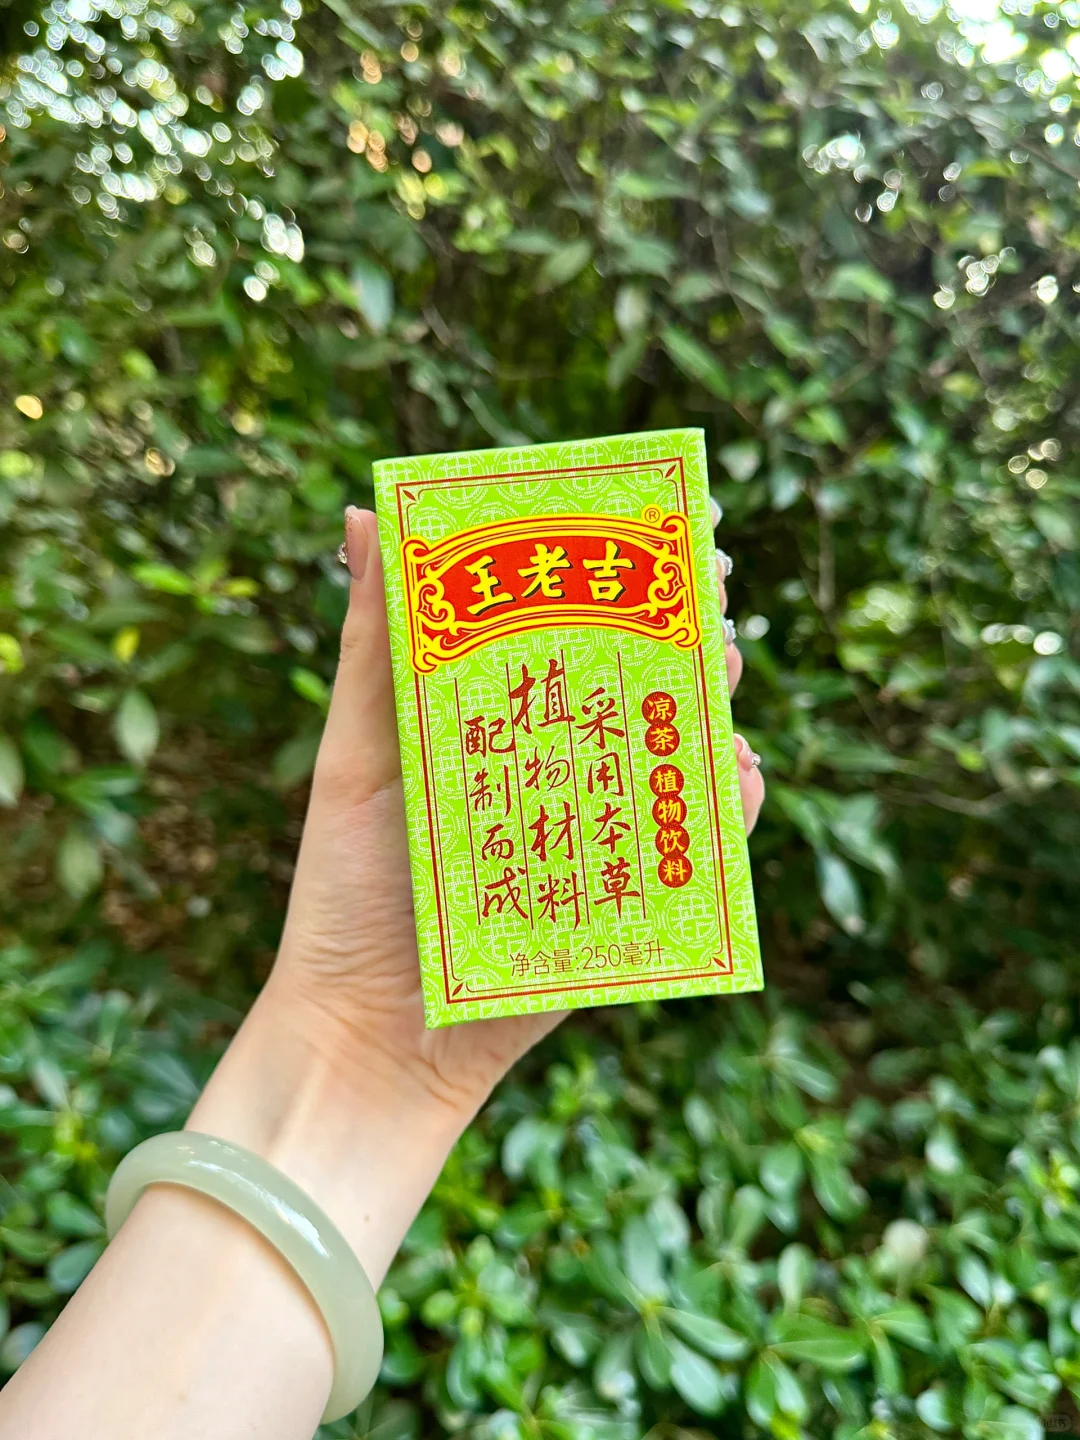 王老吉
®
凉茶 植物饮料
采用本草
植物材料
配制而成
净含量:250毫升